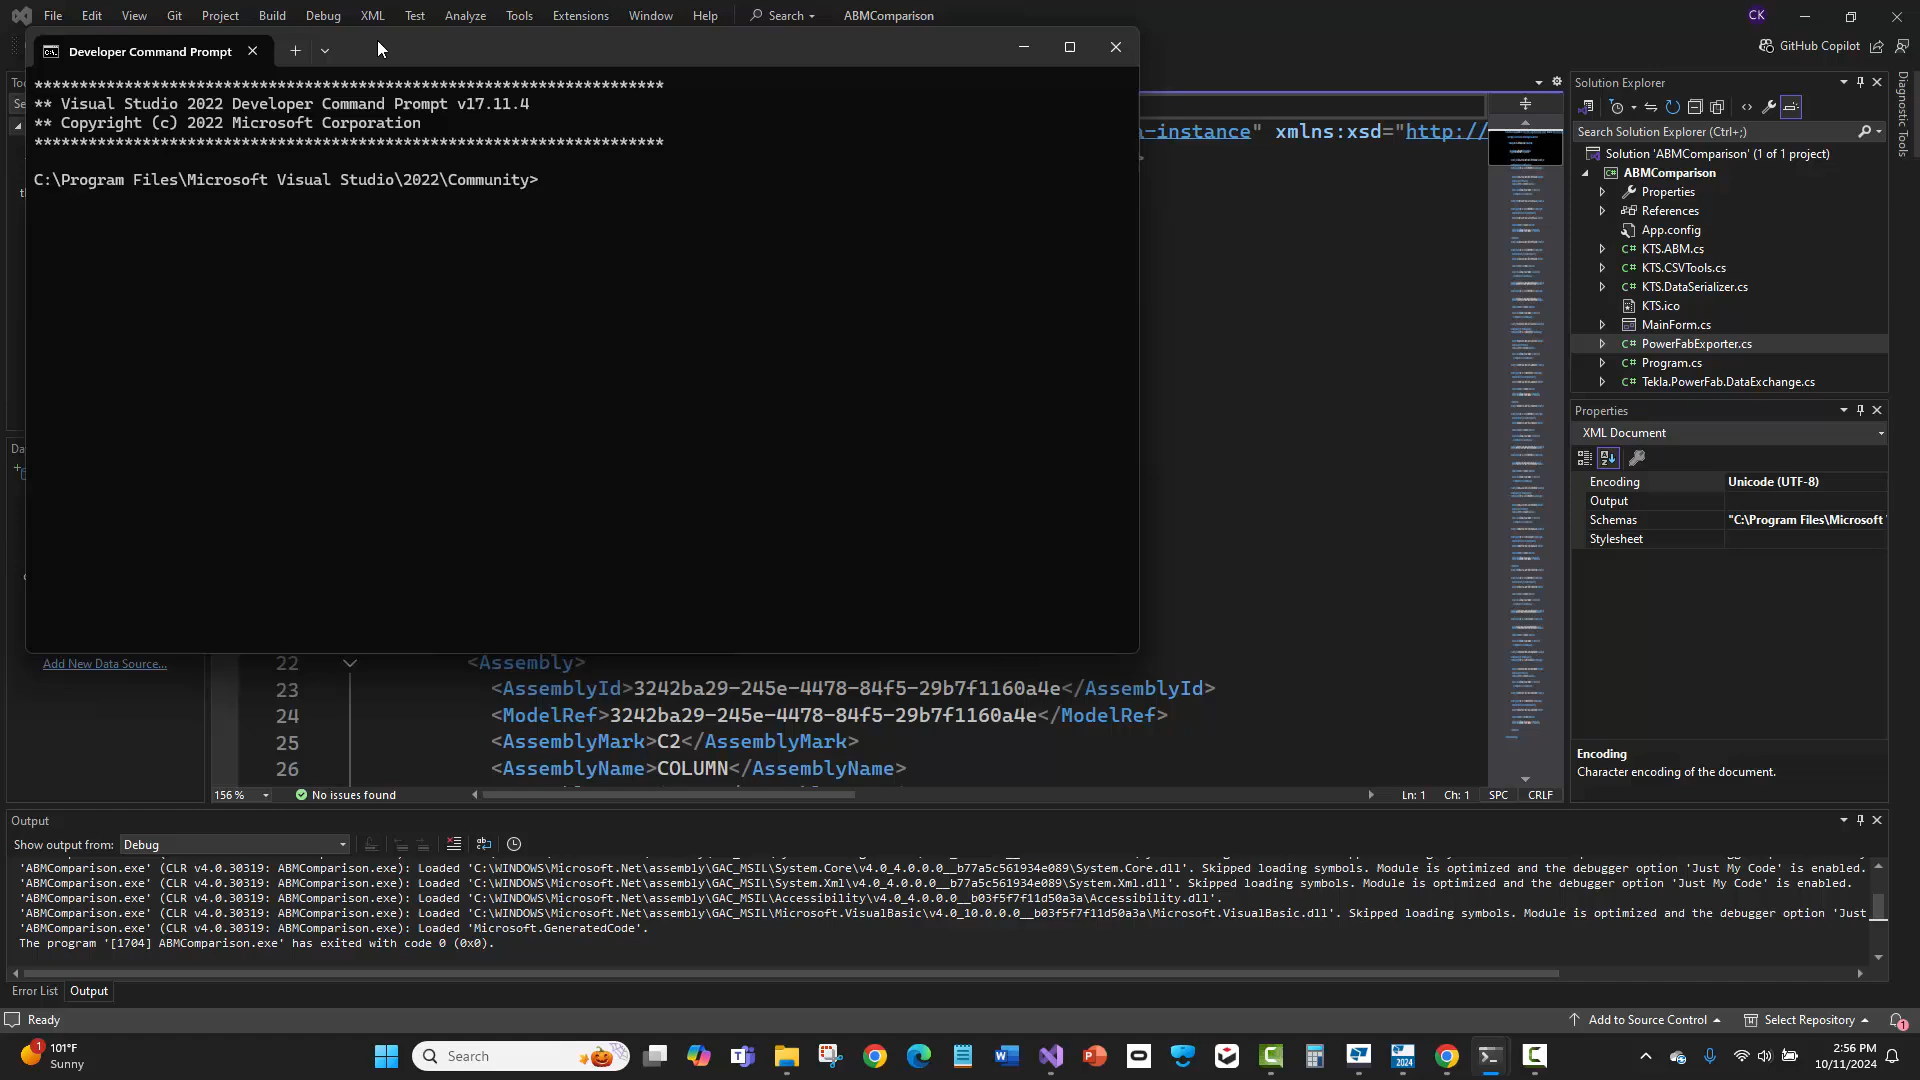 File Edit View Git Project Build Debug XML Test Analyze Tools Extensions Window Help Search ABMComparison CK
GitHub Copilot
Developer Command Prompt
**********************************************************************
** Visual Studio 2022 Developer Command Prompt v17.11.4
** Copyright (c) 2022 Microsoft Corporation
**********************************************************************
C:\Program Files\Microsoft Visual Studio\2022\Community>
-instance" xmlns:xsd="http://
Add New Data Source...
22 <Assembly>
23 <AssemblyId>3242ba29-245e-4478-84f5-29b7f1160a4e</AssemblyId>
24 <ModelRef>3242ba29-245e-4478-84f5-29b7f1160a4e</ModelRef>
25 <AssemblyMark>C2</AssemblyMark>
26 <AssemblyName>COLUMN</AssemblyName>
156 % No issues found Ln: 1 Ch: 1 SPC CRLF
Solution Explorer
Search Solution Explorer (Ctrl+;)
Solution 'ABMComparison' (1 of 1 project)
ABMComparison
Properties
References
App.config
C# KTS.ABM.cs
C# KTS.CSVTools.cs
C# KTS.DataSerializer.cs
KTS.ico
MainForm.cs
C# PowerFabExporter.cs
C# Program.cs
C# Tekla.PowerFab.DataExchange.cs
Diagnostic Tools
Properties
XML Document
Encoding Unicode (UTF-8)
Output
Schemas "C:\Program Files\Microsoft
Stylesheet
Encoding
Character encoding of the document.
Output
Show output from: Debug
'ABMComparison.exe' (CLR v4.0.30319: ABMComparison.exe): Loaded 'C:\WINDOWS\Microsoft.Net\assembly\GAC_MSIL\System.Core\v4.0_4.0.0.0__b77a5c561934e089\System.Core.dll'. Skipped loading symbols. Module is optimized and the debugger option 'Just My Code' is enabled.
'ABMComparison.exe' (CLR v4.0.30319: ABMComparison.exe): Loaded 'C:\WINDOWS\Microsoft.Net\assembly\GAC_MSIL\System.Xml\v4.0_4.0.0.0__b77a5c561934e089\System.Xml.dll'. Skipped loading symbols. Module is optimized and the debugger option 'Just My Code' is enabled.
'ABMComparison.exe' (CLR v4.0.30319: ABMComparison.exe): Loaded 'C:\WINDOWS\Microsoft.Net\assembly\GAC_MSIL\Accessibility\v4.0_4.0.0.0__b03f5f7f11d50a3a\Accessibility.dll'.
'ABMComparison.exe' (CLR v4.0.30319: ABMComparison.exe): Loaded 'C:\WINDOWS\Microsoft.Net\assembly\GAC_MSIL\Microsoft.VisualBasic\v4.0_10.0.0.0__b03f5f7f11d50a3a\Microsoft.VisualBasic.dll'. Skipped loading symbols. Module is optimized and the debugger option 'Just
'ABMComparison.exe' (CLR v4.0.30319: ABMComparison.exe): Loaded 'Microsoft.GeneratedCode'.
The program '[1704] ABMComparison.exe' has exited with code 0 (0x0).
Error List Output
Ready Add to Source Control Select Repository 1
1 101°F
Sunny
Search
2024
2:56 PM
10/11/2024